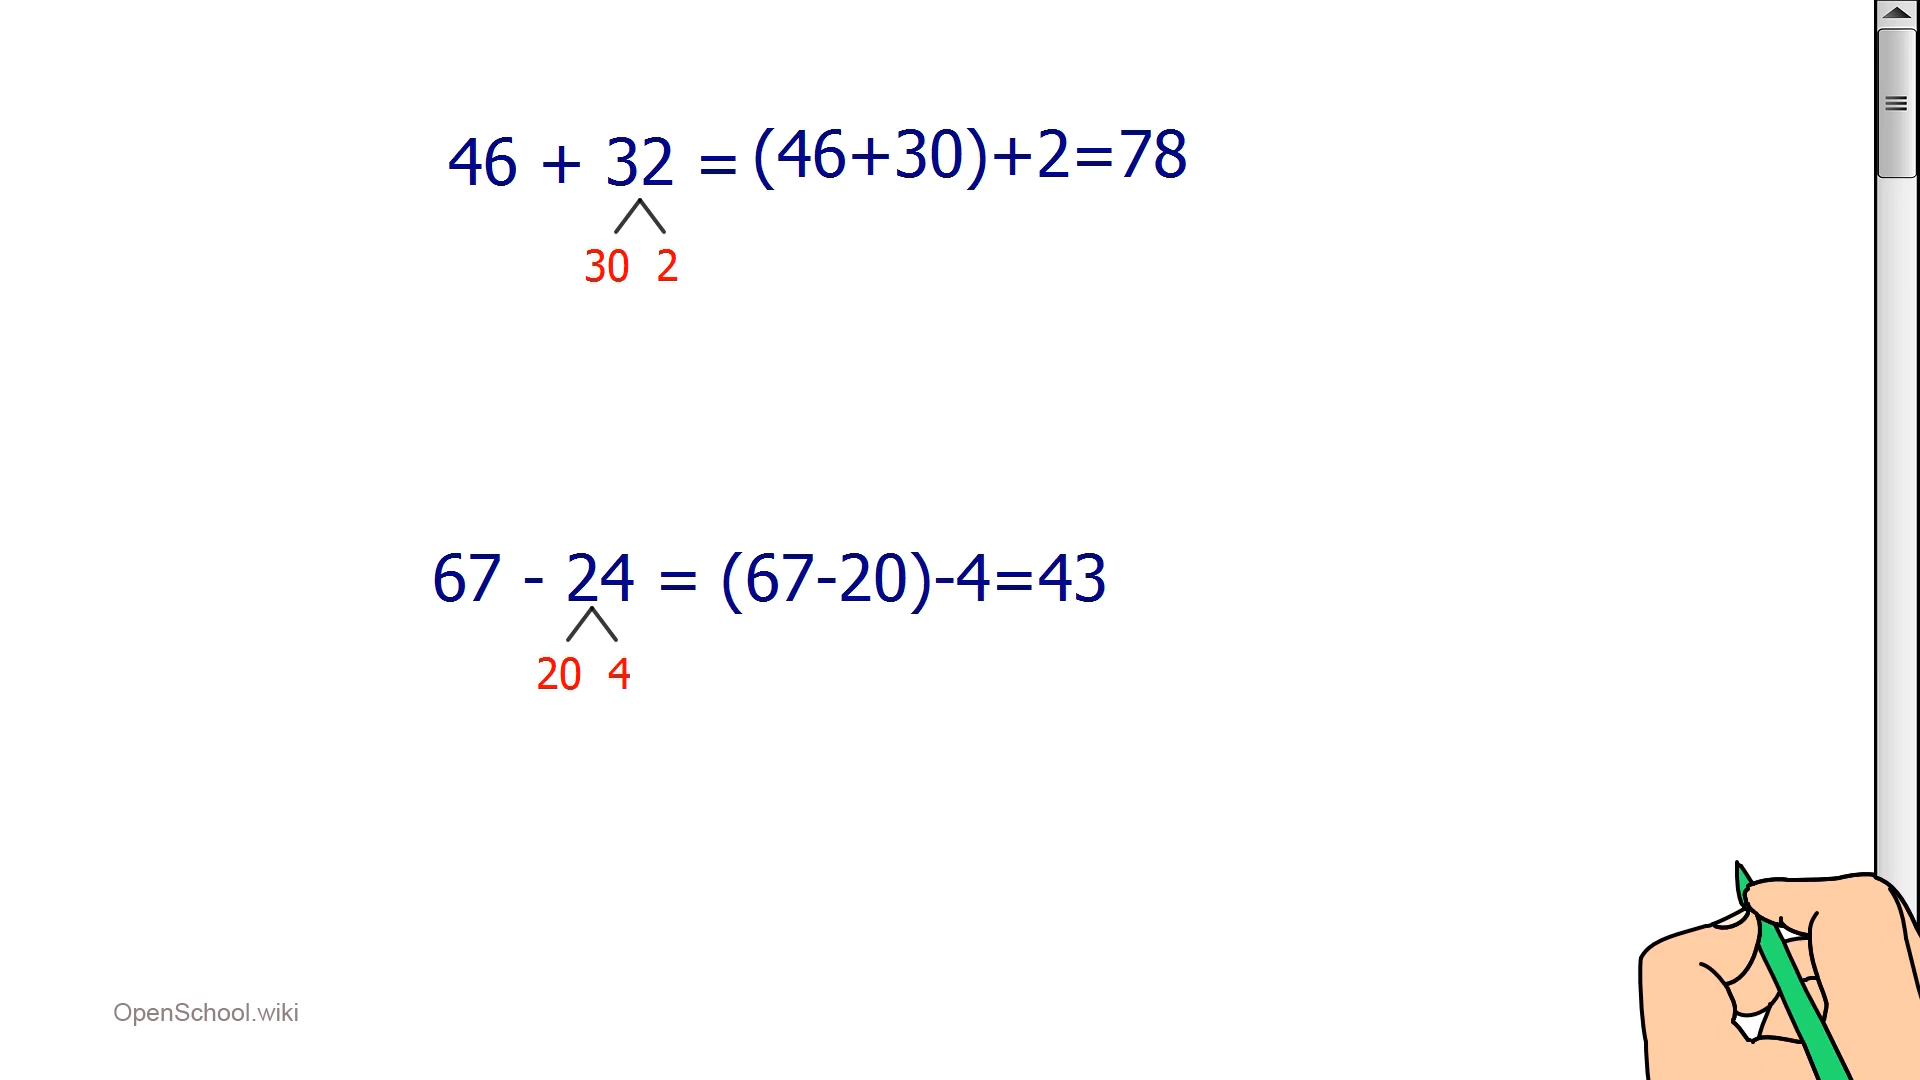 46 + 32 = (46+30)+2=78
30 2
67 - 24 = (67-20)-4=43
20 4
OpenSchool.wiki